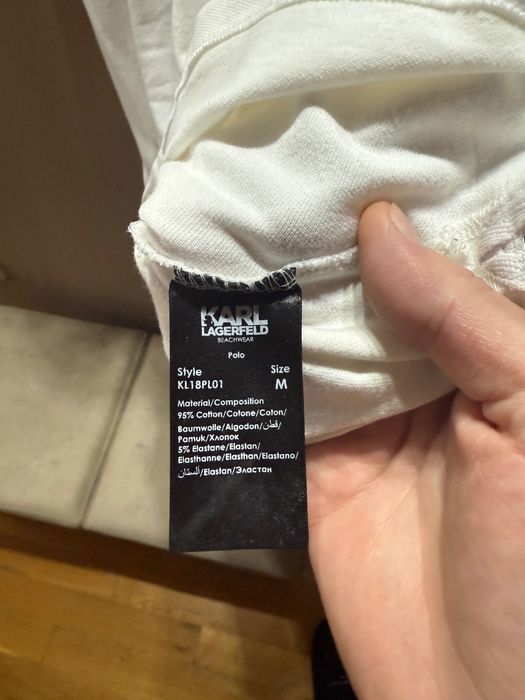 KARL
LAGERFELD
BEACHWEAR
Polo
Style Size
KL18PL01 M
Material/Composition
95% Cotton/Cotone/Coton/
Baumwolle/Algodon/قطن/
Pamuk/Хлопок
5% Elastane/Elastan/
Elasthanne/Elasthan/Elastano/
إلستان/Elastan/Эластан